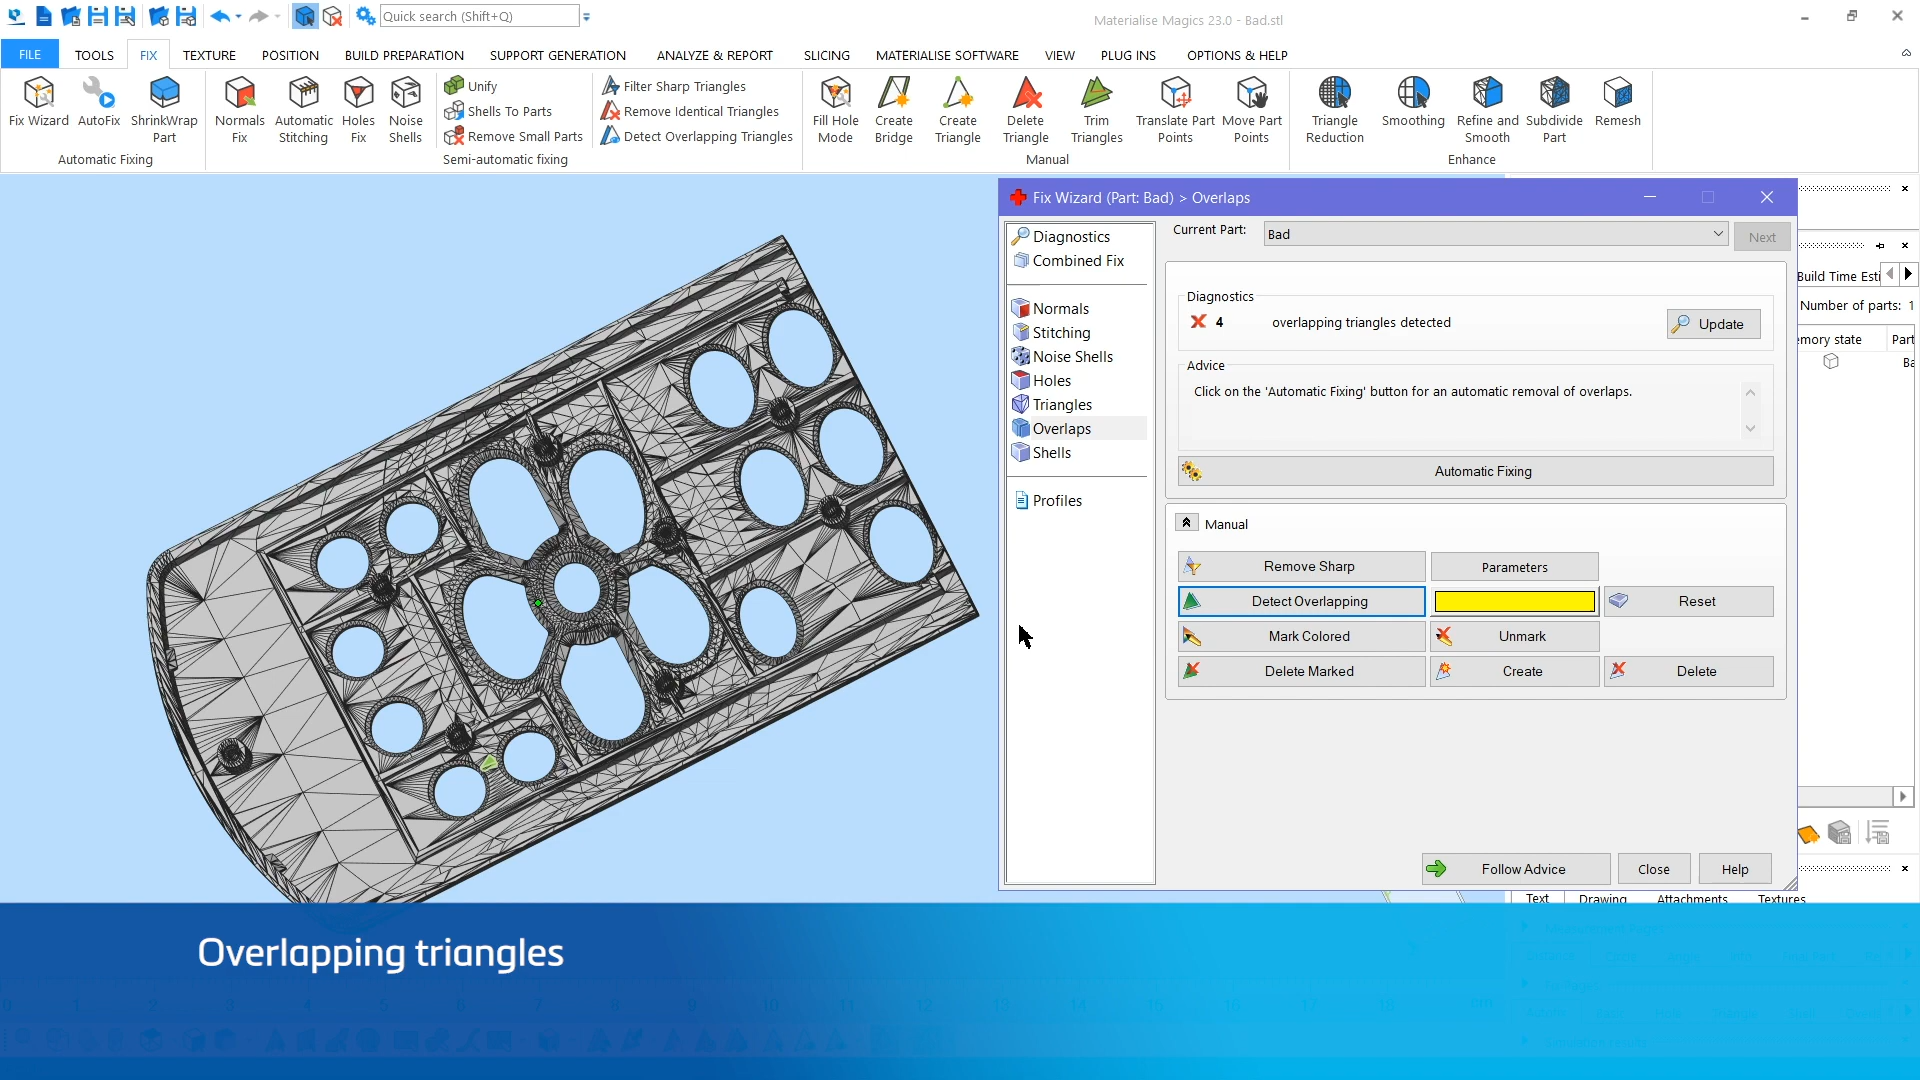 Quick search (Shift+Q)
Materialise Magics 23.0 - Bad.stl
FILE TOOLS FIX TEXTURE POSITION BUILD PREPARATION SUPPORT GENERATION ANALYZE & REPORT SLICING MATERIALISE SOFTWARE VIEW PLUG INS OPTIONS & HELP
Fix Wizard AutoFix ShrinkWrap Part
Automatic Fixing
Normals Fix Automatic Stitching Holes Fix Noise Shells
Unify
Shells To Parts
Remove Small Parts
Filter Sharp Triangles
Remove Identical Triangles
Detect Overlapping Triangles
Semi-automatic fixing
Fill Hole Mode Create Bridge Create Triangle Delete Triangle Trim Triangles Translate Part Points Move Part Points
Manual
Triangle Reduction Smoothing Refine and Smooth Subdivide Part Remesh
Enhance
Fix Wizard (Part: Bad) > Overlaps
Diagnostics
Combined Fix
Normals
Stitching
Noise Shells
Holes
Triangles
Overlaps
Shells
Profiles
Current Part: Bad Next
Diagnostics
4 overlapping triangles detected Update
Advice
Click on the 'Automatic Fixing' button for an automatic removal of overlaps.
Automatic Fixing
Manual
Remove Sharp Parameters
Detect Overlapping Reset
Mark Colored Unmark
Delete Marked Create Delete
Follow Advice Close Help
Build Time Esti
Number of parts: 1
emory state Part
Ba
Text Drawing Attachments Textures
Overlapping triangles